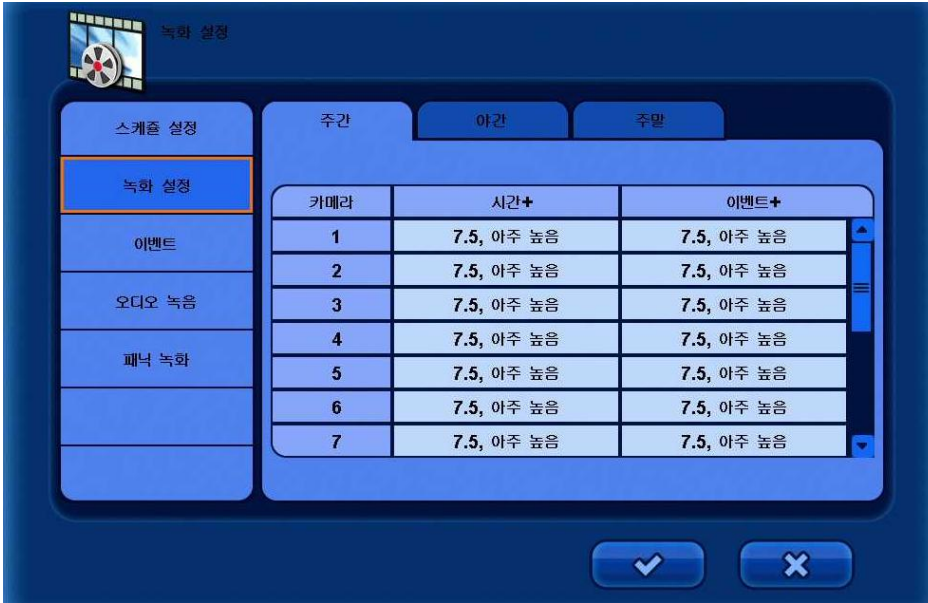 녹화 설정
스케쥴 설정
녹화 설정
이벤트
오디오 녹음
패닉 녹화
주간 야간 주말
카메라 시간+ 이벤트+
1 7.5, 아주 높음 7.5, 아주 높음
2 7.5, 아주 높음 7.5, 아주 높음
3 7.5, 아주 높음 7.5, 아주 높음
4 7.5, 아주 높음 7.5, 아주 높음
5 7.5, 아주 높음 7.5, 아주 높음
6 7.5, 아주 높음 7.5, 아주 높음
7 7.5, 아주 높음 7.5, 아주 높음